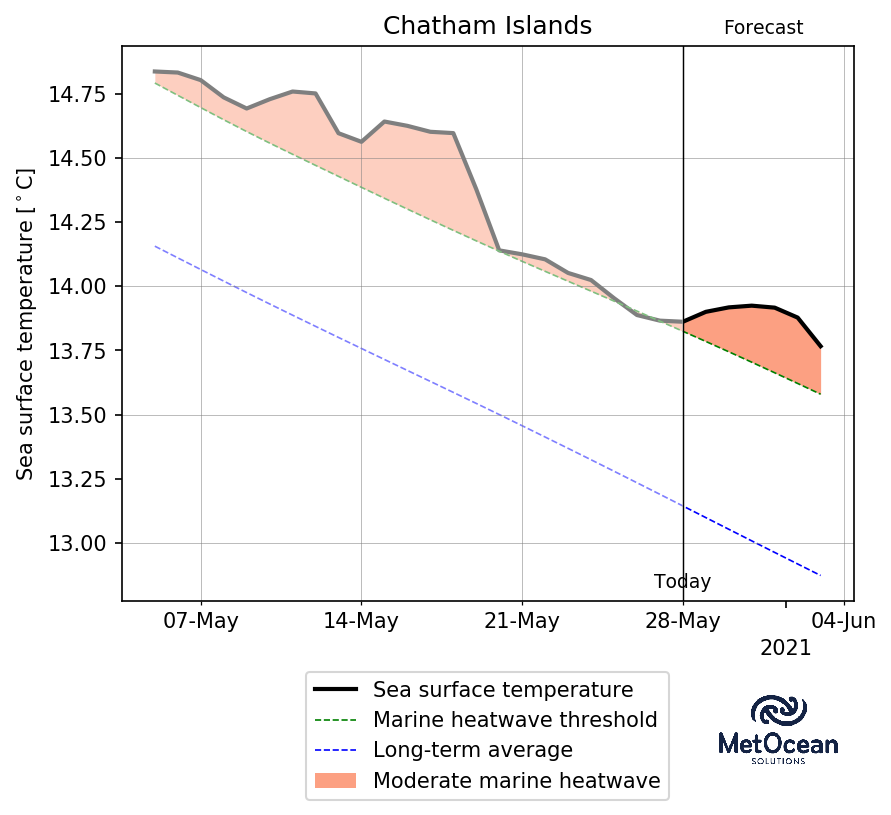 Chatham Islands
Forecast
Sea surface temperature [°C]
14.75
14.50
14.25
14.00
13.75
13.50
13.25
13.00
Today
07-May
14-May
21-May
28-May
04-Jun
2021
Sea surface temperature
Marine heatwave threshold
Long-term average
Moderate marine heatwave
MetOcean
SOLUTIONS